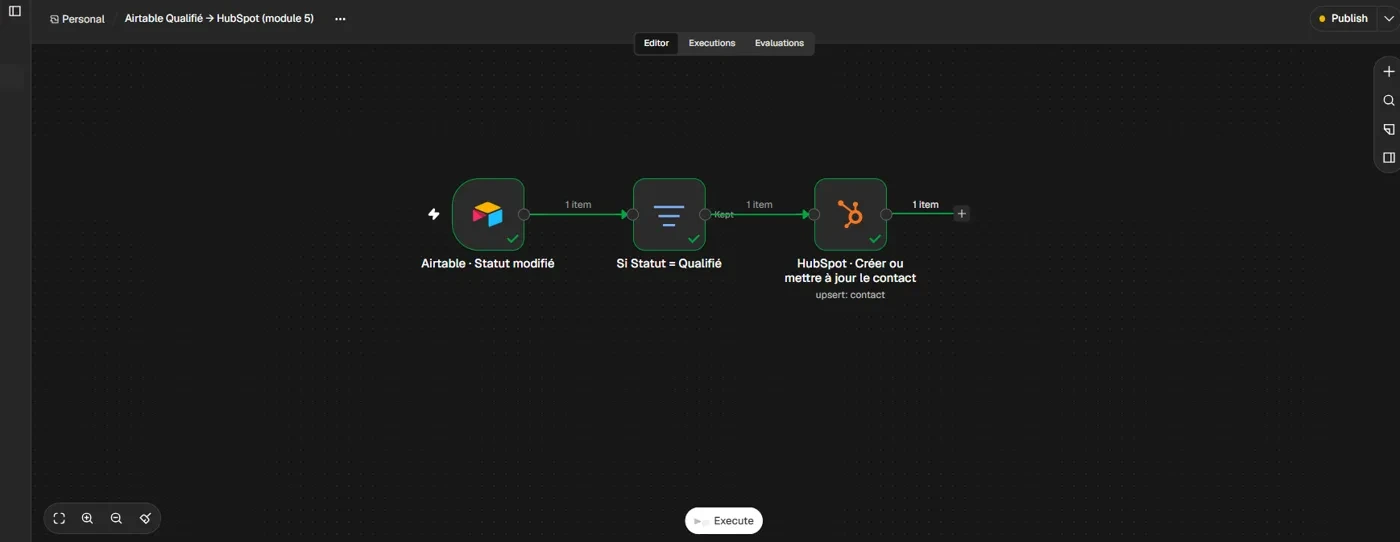 Personal / Airtable Qualifié → HubSpot (module 5) ...
Publish
Editor Executions Evaluations
1 item
Kept
1 item
1 item
Airtable · Statut modifié
Si Statut = Qualifié
HubSpot · Créer ou
mettre à jour le contact
upsert: contact
Execute